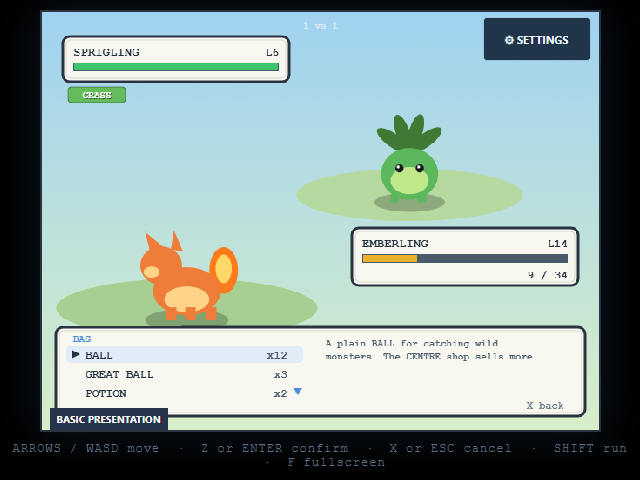 1 vs 1
SPRIGLING L6
⚙ SETTINGS
GRASS
EMBERLING L14
9 / 34
BAG
▶ BALL x12
GREAT BALL x3
POTION x2 ▼
A plain BALL for catching wild
monsters. The CENTRE shop sells more
X back
BASIC PRESENTATION
ARROWS / WASD move · Z or ENTER confirm · X or ESC cancel · SHIFT run
· F fullscreen